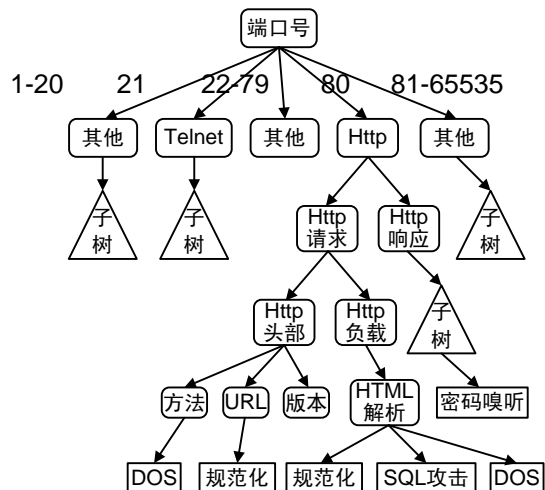 端口号
1-20
21
22-79
80
81-65535
其他
Telnet
其他
Http
其他
子
树
子
树
Http
请求
Http
响应
子
树
Http
头部
Http
负载
子
树
方法
URL
版本
HTML
解析
密码嗅听
DOS
规范化
规范化
SQL攻击
DOS